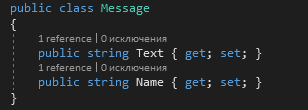 public class Message
{
1 reference | 0 исключения
public string Text { get; set; }
1 reference | 0 исключения
public string Name { get; set; }
}